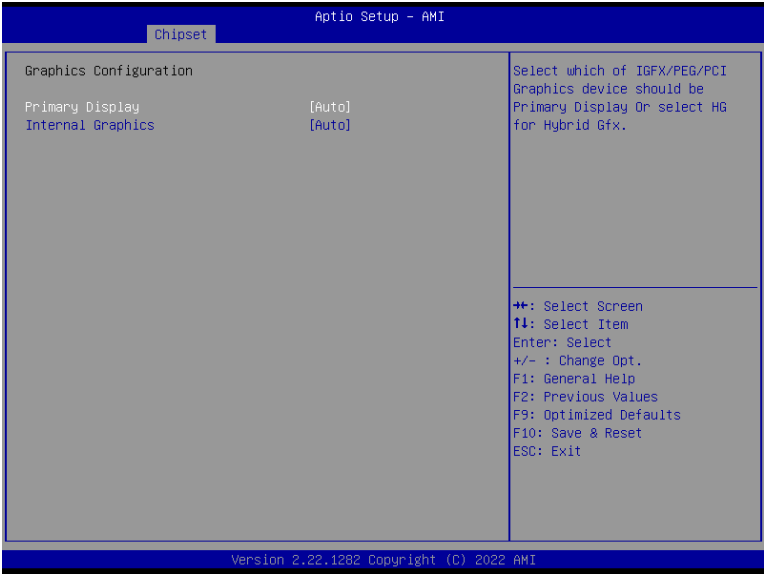 Aptio Setup – AMI
Chipset
Graphics Configuration
Primary Display [Auto]
Internal Graphics [Auto]
Select which of IGFX/PEG/PCI
Graphics device should be
Primary Display Or select HG
for Hybrid Gfx.
→←: Select Screen
↑↓: Select Item
Enter: Select
+/- : Change Opt.
F1: General Help
F2: Previous Values
F9: Optimized Defaults
F10: Save & Reset
ESC: Exit
Version 2.22.1282 Copyright (C) 2022 AMI